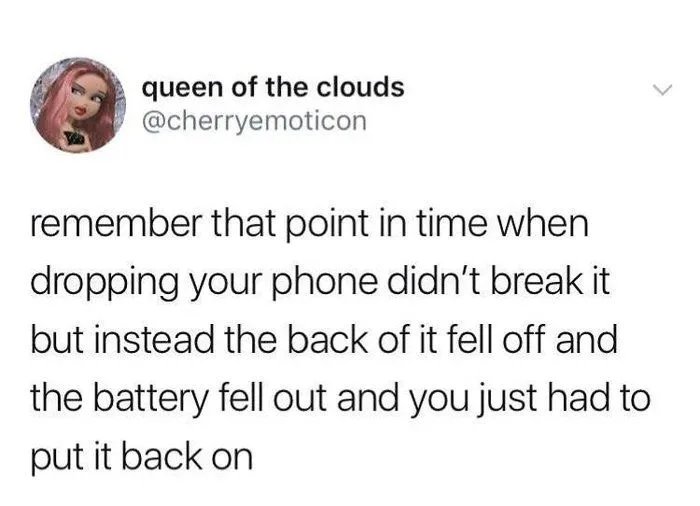 queen of the clouds
@cherryemoticon
remember that point in time when
dropping your phone didn’t break it
but instead the back of it fell off and
the battery fell out and you just had to
put it back on